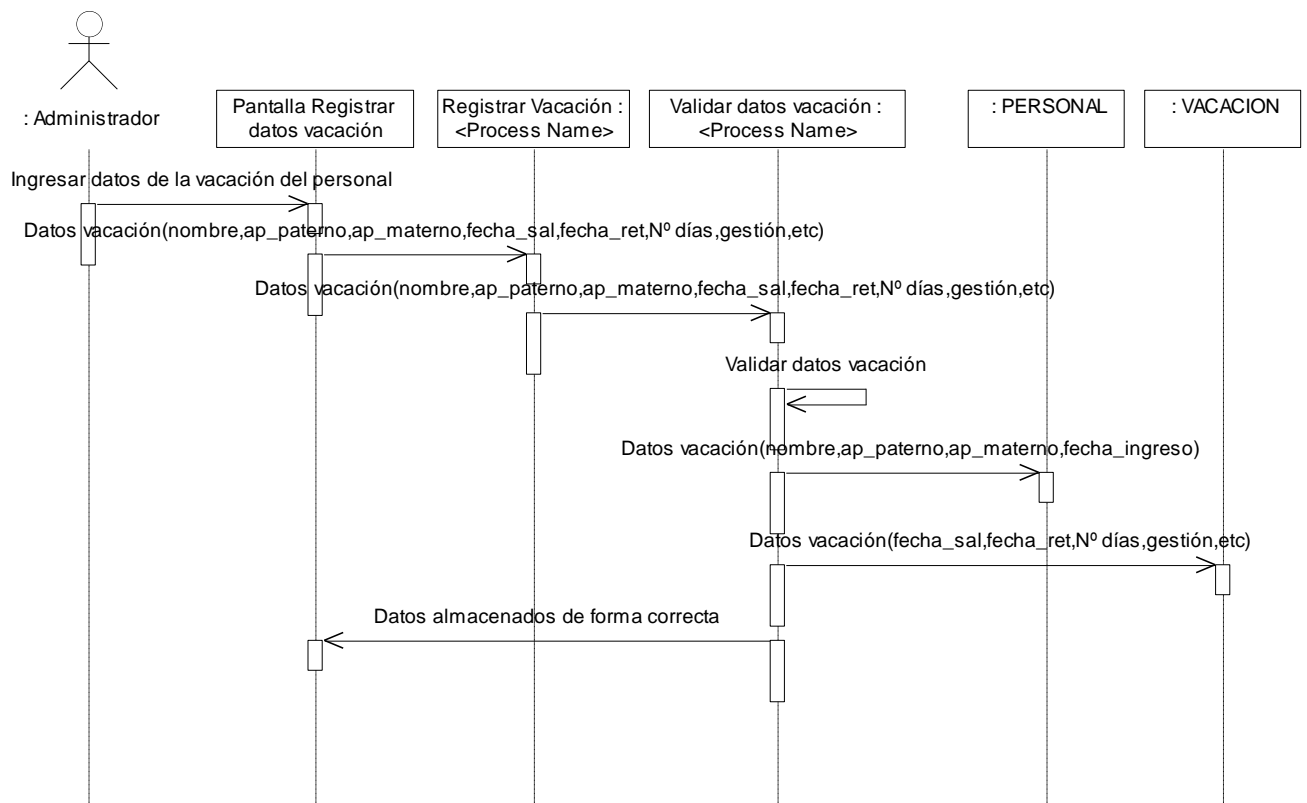 : Administrador
Pantalla Registrar
datos vacación
Registrar Vacación :
<Process Name>
Validar datos vacación :
<Process Name>
: PERSONAL
: VACACION
Ingresar datos de la vacación del personal
Datos vacación(nombre,ap_paterno,ap_materno,fecha_sal,fecha_ret,Nº días,gestión,etc)
Datos vacación(nombre,ap_paterno,ap_materno,fecha_sal,fecha_ret,Nº días,gestión,etc)
Validar datos vacación
Datos vacación(nombre,ap_paterno,ap_materno,fecha_ingreso)
Datos vacación(fecha_sal,fecha_ret,Nº días,gestión,etc)
Datos almacenados de forma correcta